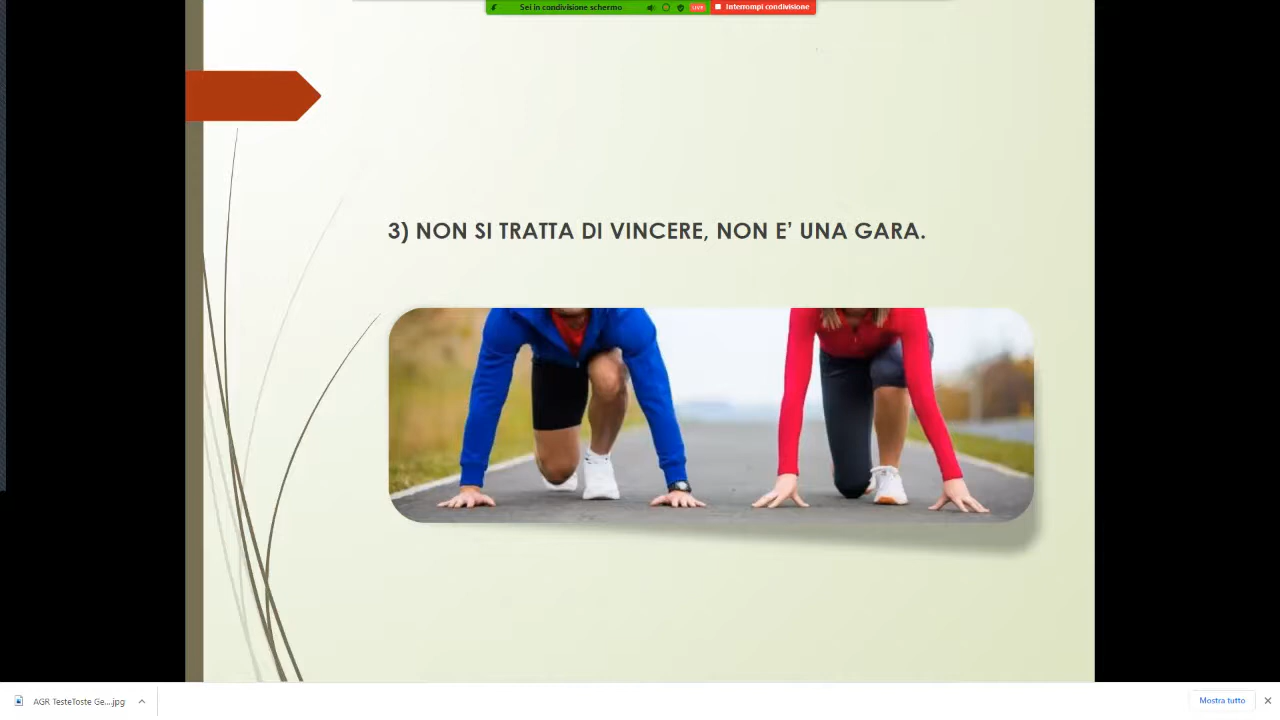 Sei in condivisione schermo
LIVE
Interrompi condivisione
3) NON SI TRATTA DI VINCERE, NON E' UNA GARA.
AGR TesteToste Ge....jpg
Mostra tutto